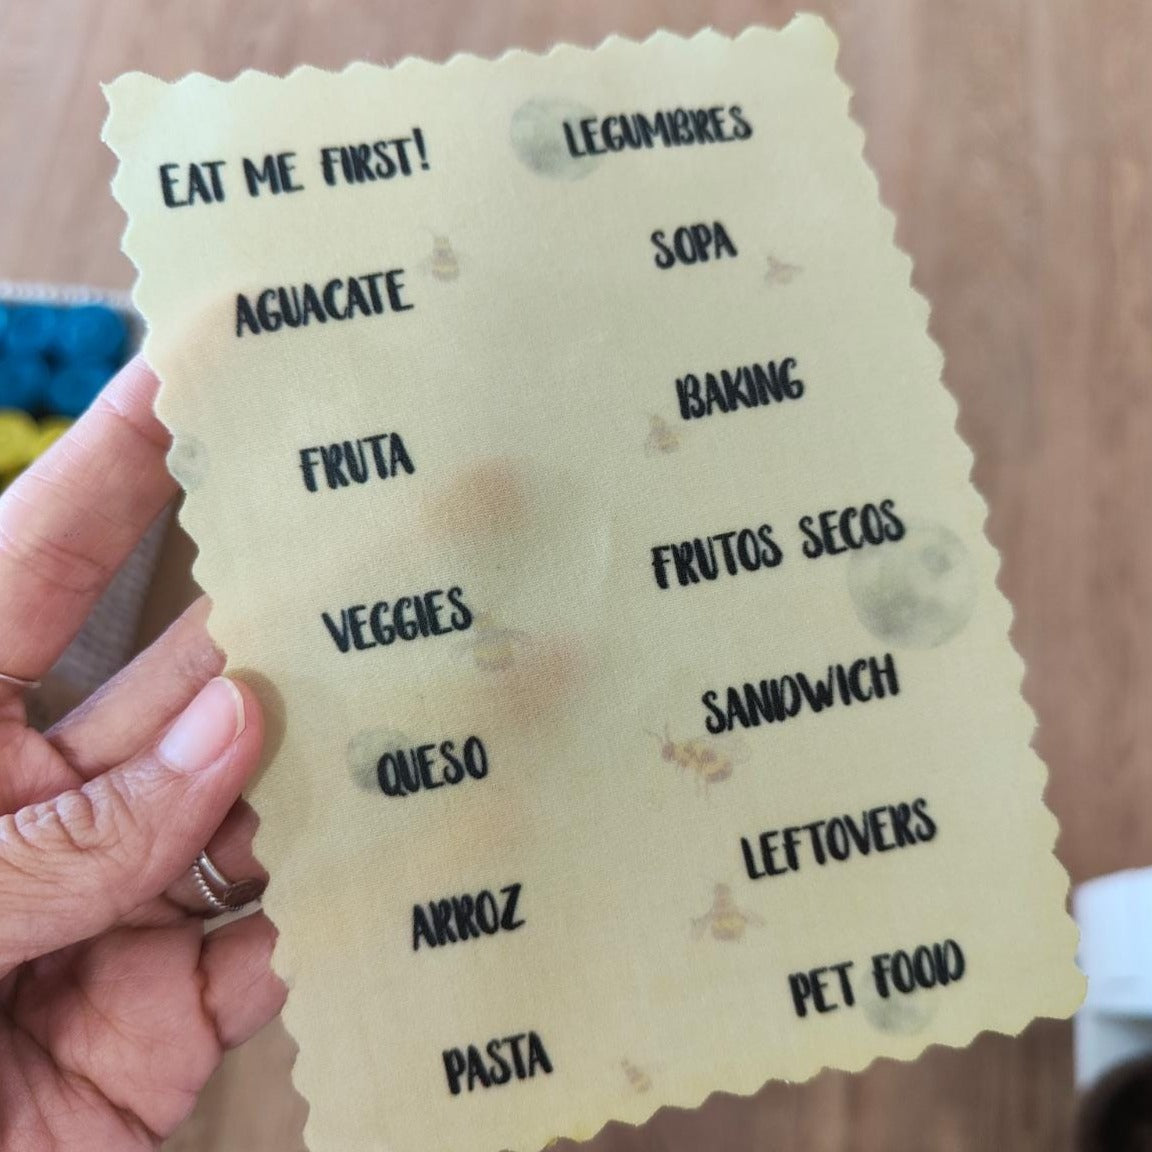 EAT ME FIRST!
AGUACATE
FRUTA
VEGGIES
QUESO
ARROZ
PASTA
LEGUMBRES
SOPA
BAKING
FRUTOS SECOS
SANDWICH
LEFTOVERS
PET FOOD